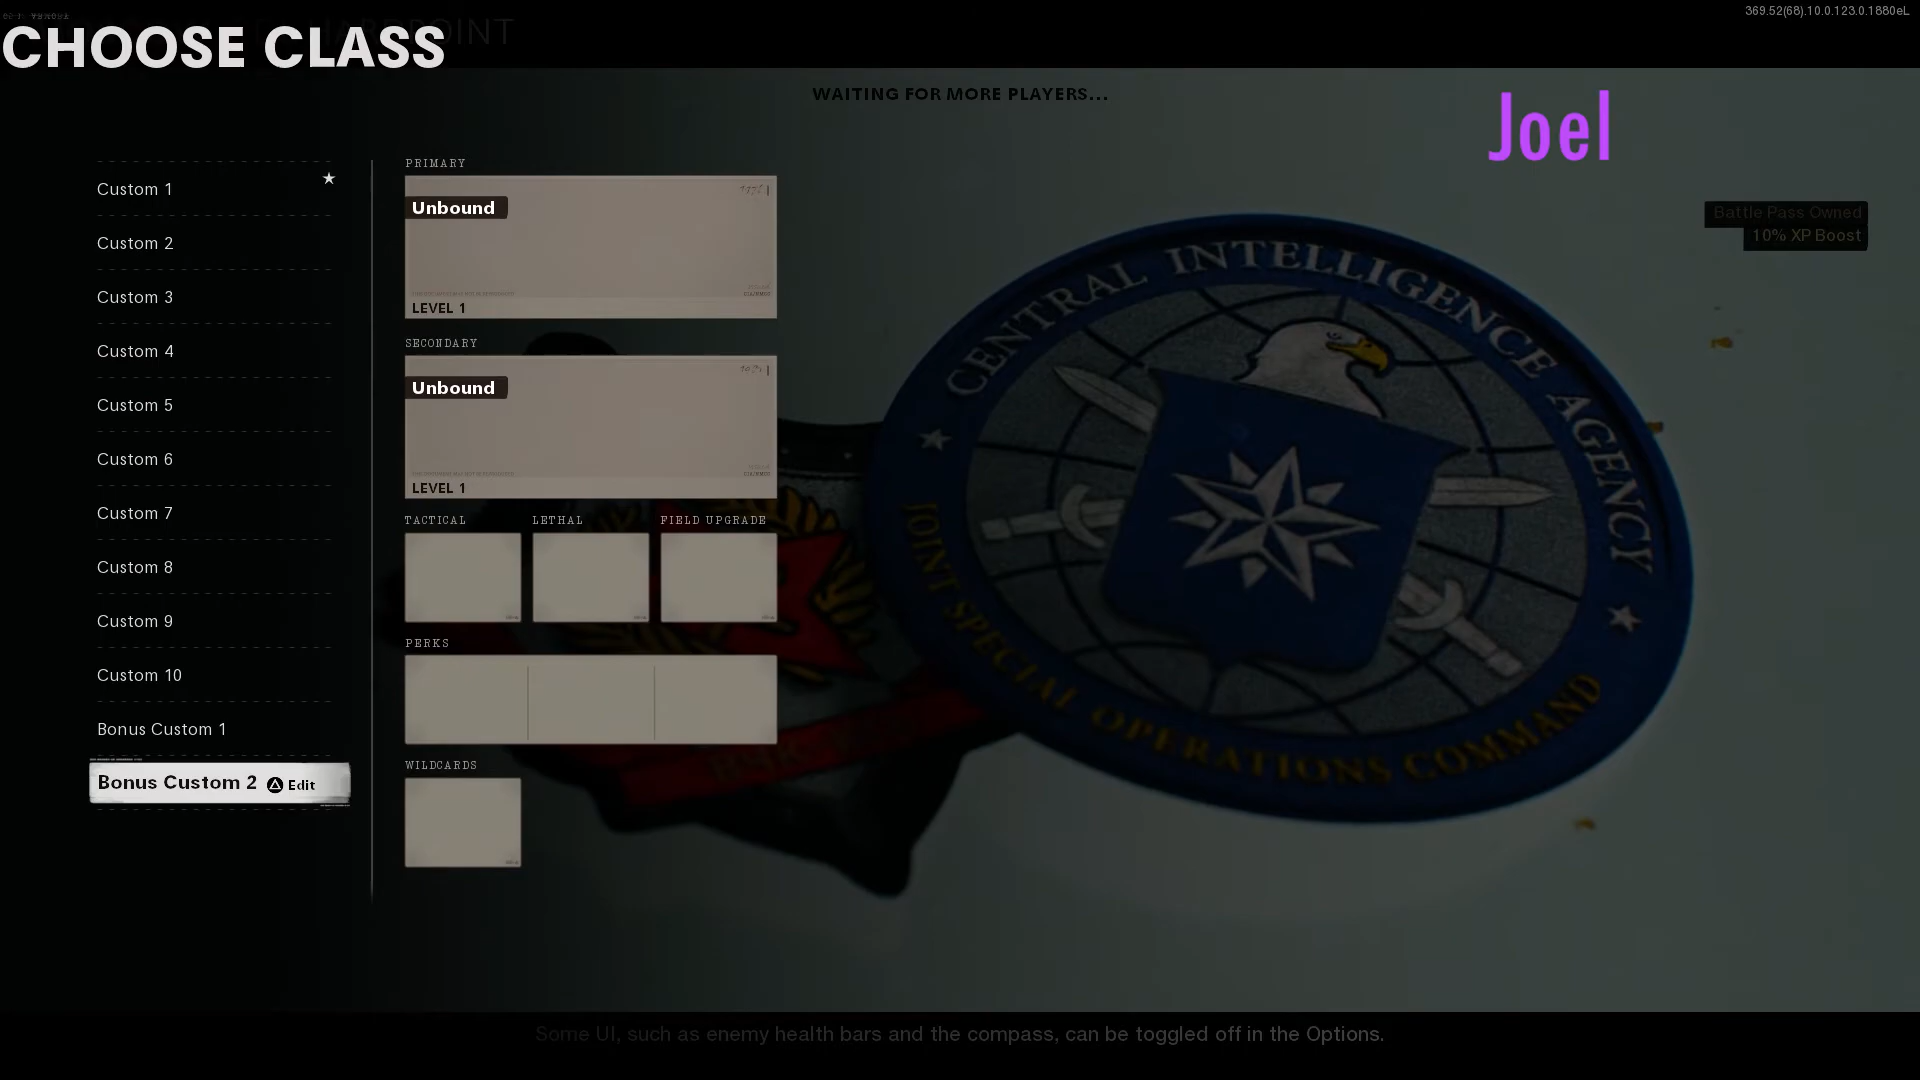 369.52(68).10.0.123.0.1880eL
CHOOSE CLASS
WAITING FOR MORE PLAYERS...
Joel
Battle Pass Owned
10% XP Boost
Custom 1
Custom 2
Custom 3
Custom 4
Custom 5
Custom 6
Custom 7
Custom 8
Custom 9
Custom 10
Bonus Custom 1
Bonus Custom 2 Edit
PRIMARY
Unbound
LEVEL 1
SECONDARY
Unbound
LEVEL 1
TACTICAL LETHAL FIELD UPGRADE
PERKS
WILDCARDS
CENTRAL INTELLIGENCE AGENCY
JOINT SPECIAL OPERATIONS COMMAND
Some UI, such as enemy health bars and the compass, can be toggled off in the Options.